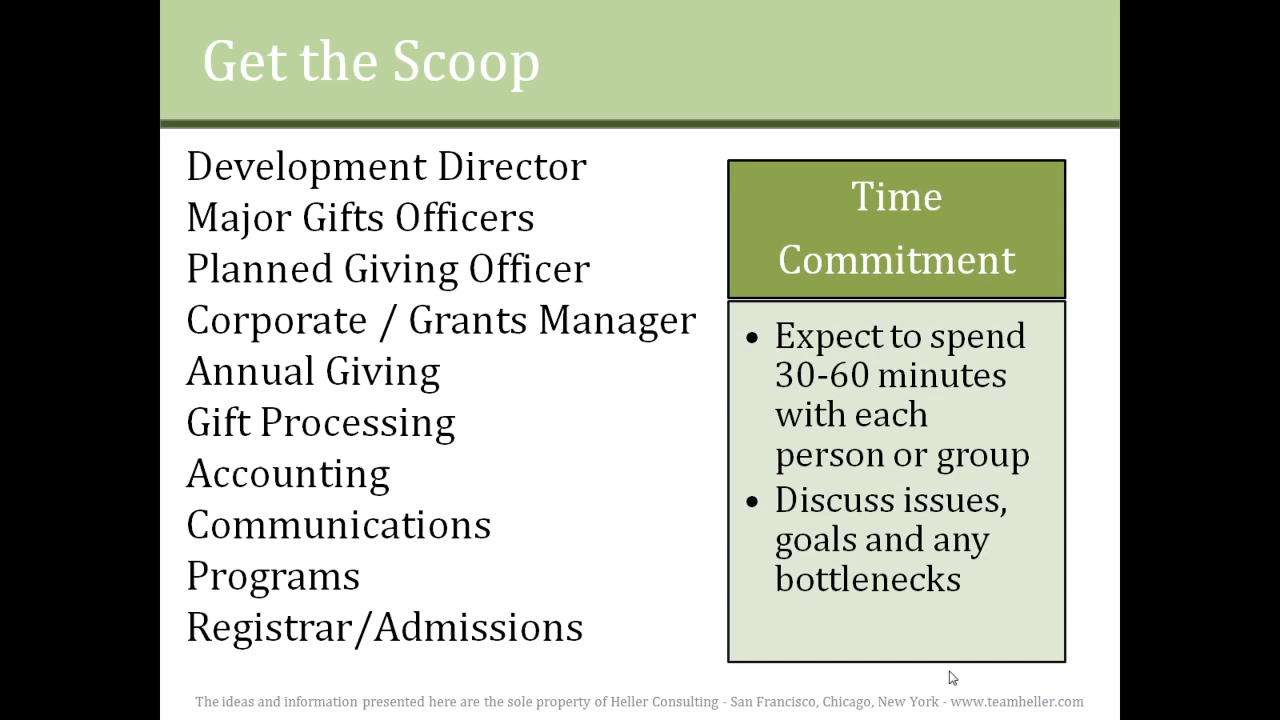 Get the Scoop
Development Director
Major Gifts Officers
Planned Giving Officer
Corporate / Grants Manager
Annual Giving
Gift Processing
Accounting
Communications
Programs
Registrar/Admissions
Time
Commitment
• Expect to spend
30-60 minutes
with each
person or group
• Discuss issues,
goals and any
bottlenecks
The ideas and information presented here are the sole property of Heller Consulting - San Francisco, Chicago, New York - www.teamheller.com